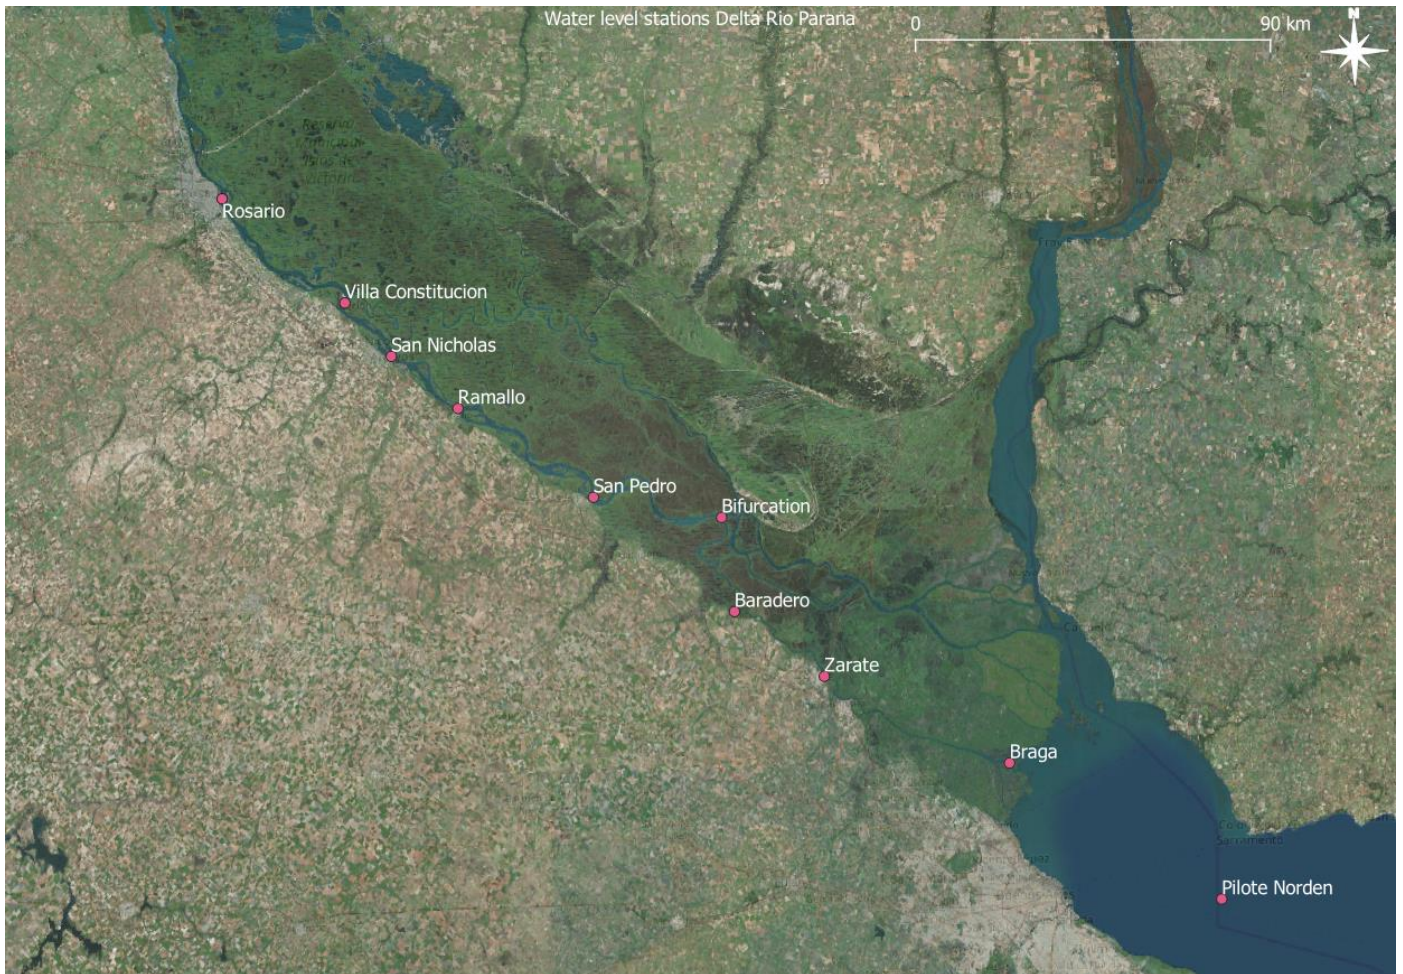 Water level stations Delta Rio Parana
0 90 km
N
Rosario
Villa Constitucion
San Nicholas
Ramallo
San Pedro
Bifurcation
Baradero
Zarate
Braga
Pilote Norden